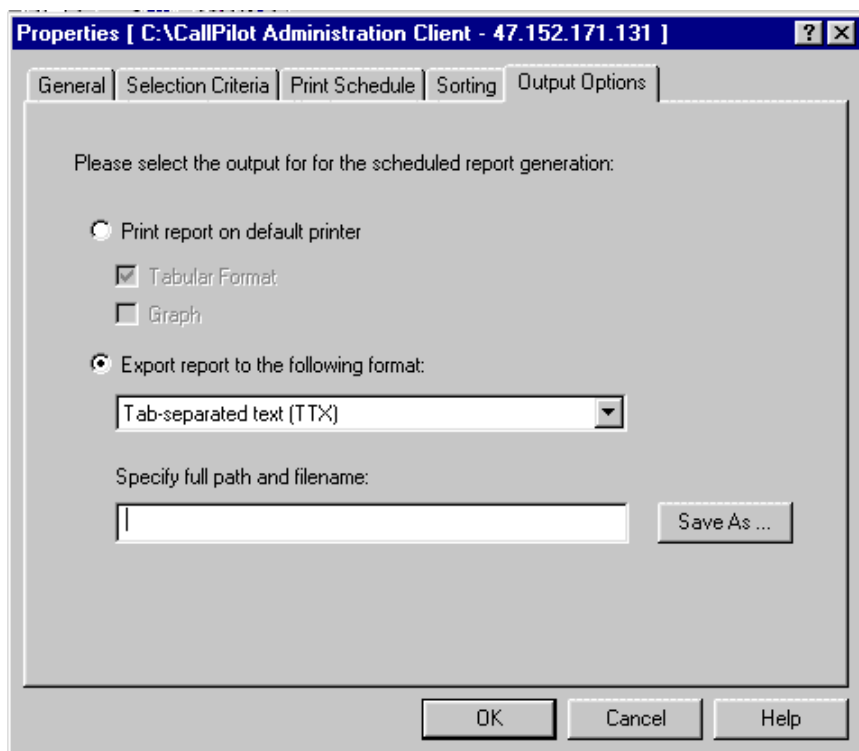 Properties [ C:\CallPilot Administration Client - 47.152.171.131 ]
General Selection Criteria Print Schedule Sorting Output Options
Please select the output for for the scheduled report generation:
Print report on default printer
Tabular Format
Graph
Export report to the following format:
Tab-separated text (TTX)
Specify full path and filename:
Save As ...
OK Cancel Help